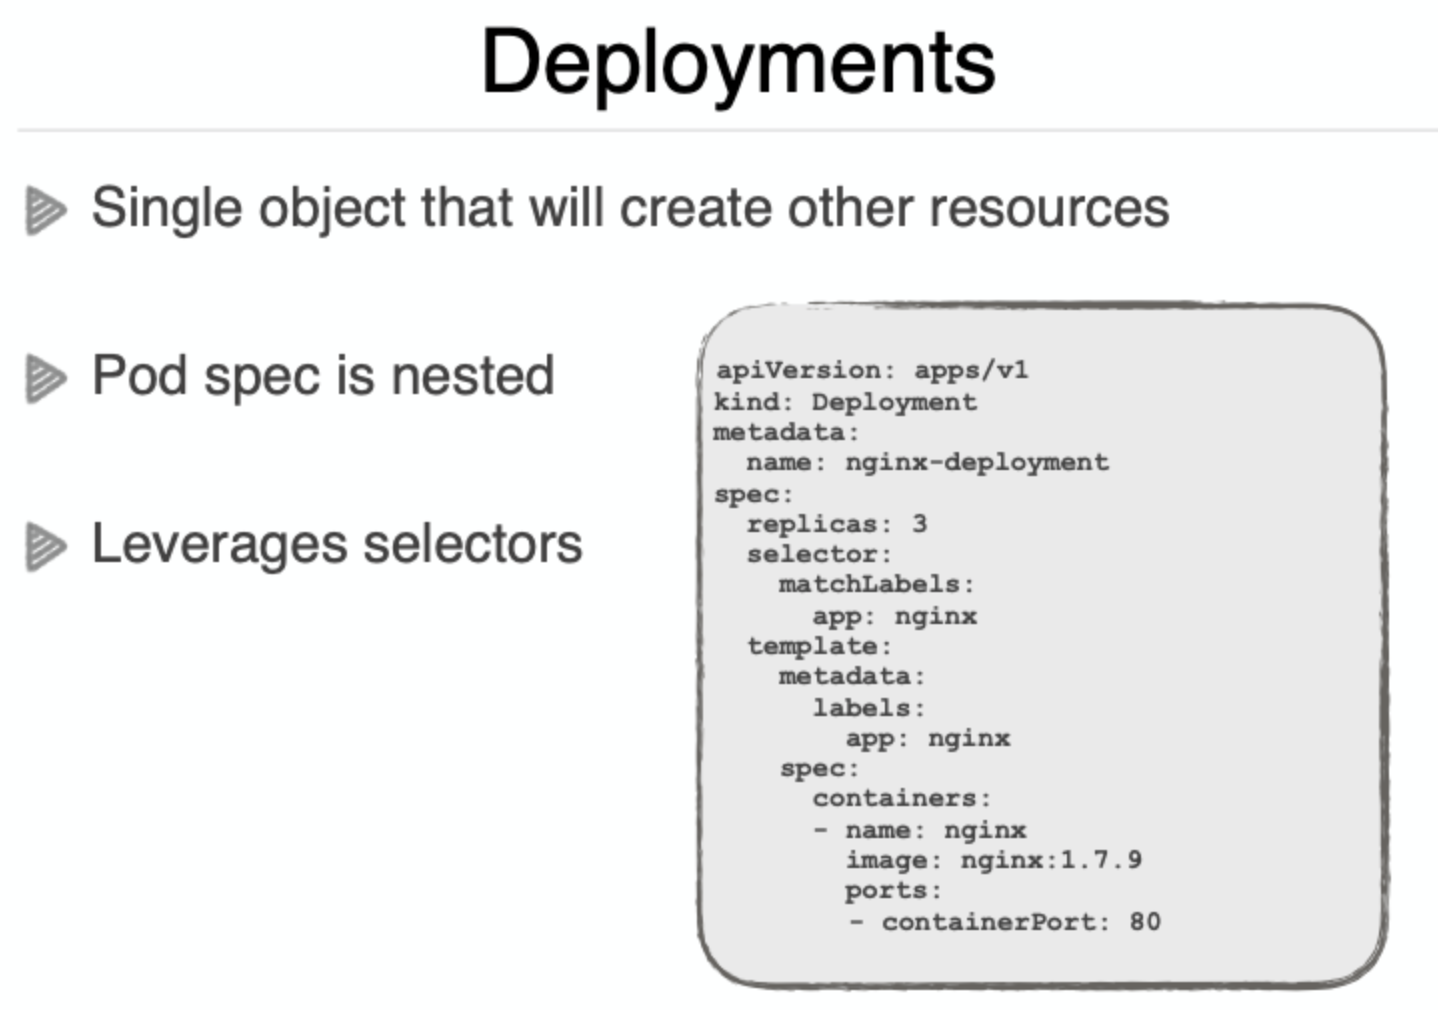 Deployments
Single object that will create other resources
Pod spec is nested
Leverages selectors
apiVersion: apps/v1
kind: Deployment
metadata:
  name: nginx-deployment
spec:
  replicas: 3
  selector:
    matchLabels:
      app: nginx
  template:
    metadata:
      labels:
        app: nginx
    spec:
      containers:
      - name: nginx
        image: nginx:1.7.9
        ports:
        - containerPort: 80